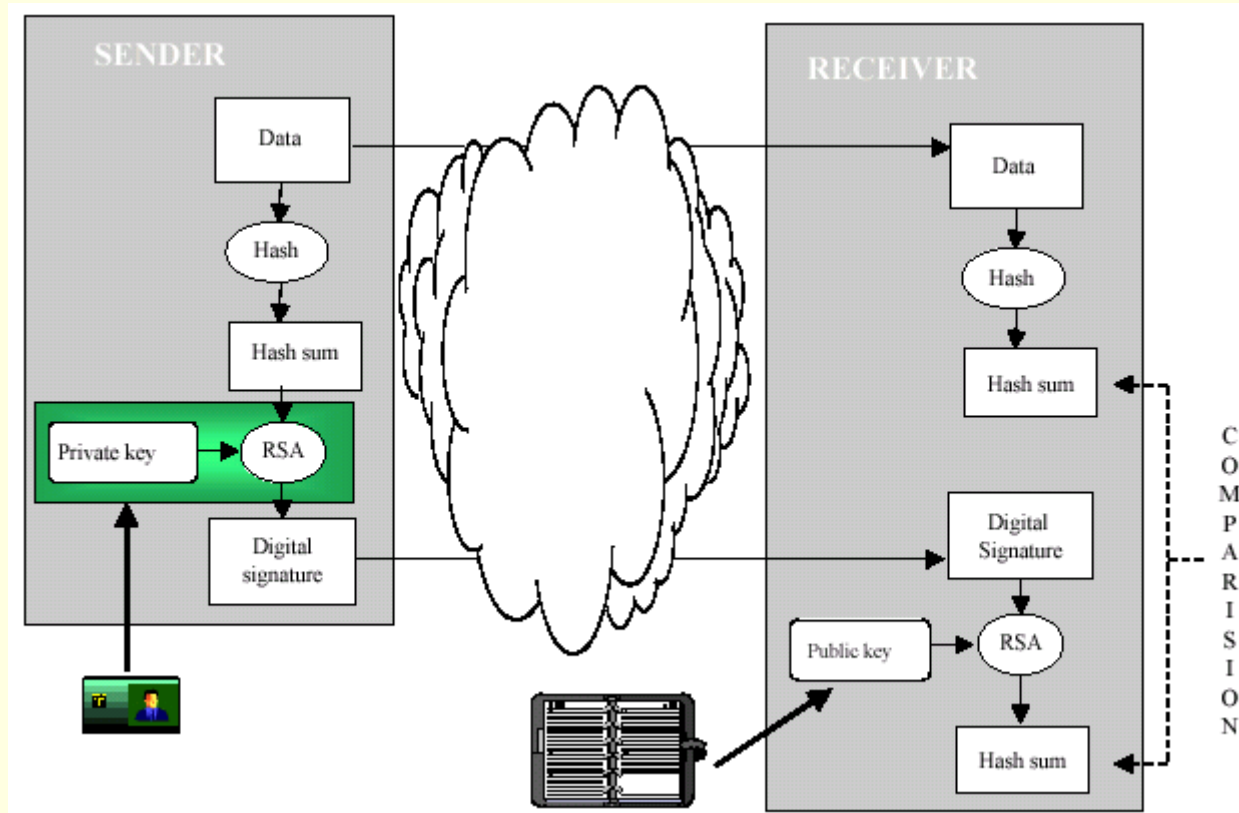 SENDER
Data
Hash
Hash sum
Private key
RSA
Digital
signature
RECEIVER
Data
Hash
Hash sum
Digital
Signature
Public key
RSA
Hash sum
C
O
M
P
A
R
I
S
I
O
N